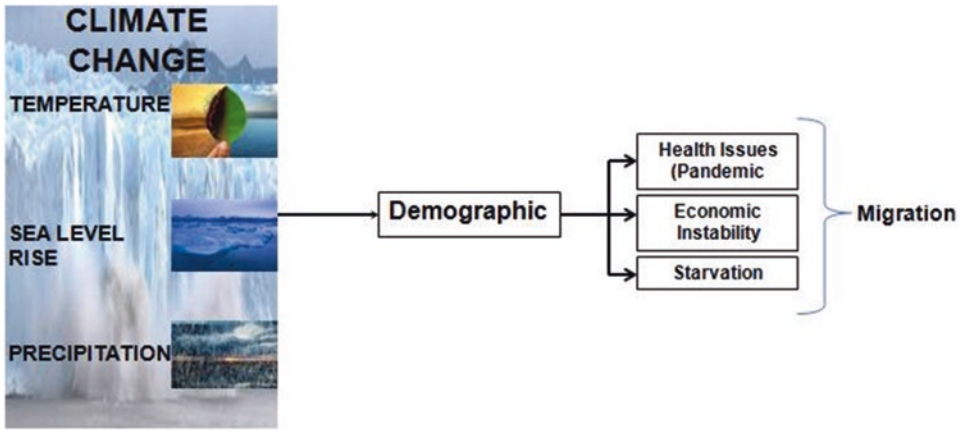 CLIMATE
CHANGE
TEMPERATURE
SEA LEVEL
RISE
PRECIPITATION
Demographic
Health Issues
(Pandemic
Economic
Instability
Starvation
Migration